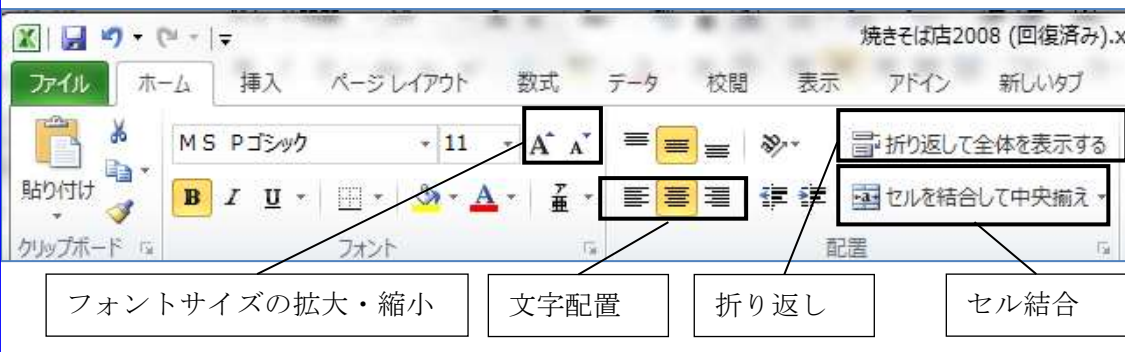 焼きそば店2008 (回復済み).x
ファイル ホーム 挿入 ページ レイアウト 数式 データ 校閲 表示 アドイン 新しいタブ
ＭＳ Ｐゴシック 11 A A 折り返して全体を表示する
貼り付け B I U A ア亜 セルを結合して中央揃え
クリップボード フォント 配置
フォントサイズの拡大・縮小 文字配置 折り返し セル結合